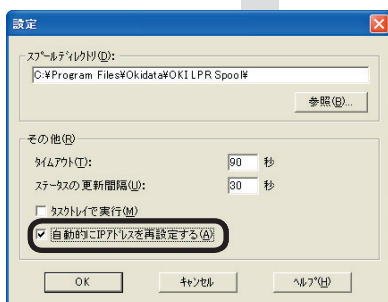 設定
スプールディレクトリ(D):
C:¥Program Files¥Okidata¥OKI LPR Spool¥
参照(B)...
その他(R)
タイムアウト(T): 90 秒
ステータスの更新間隔(U): 30 秒
タスクトレイで実行(M)
自動的にIPアドレスを再設定する(A)
OK キャンセル ヘルプ(H)